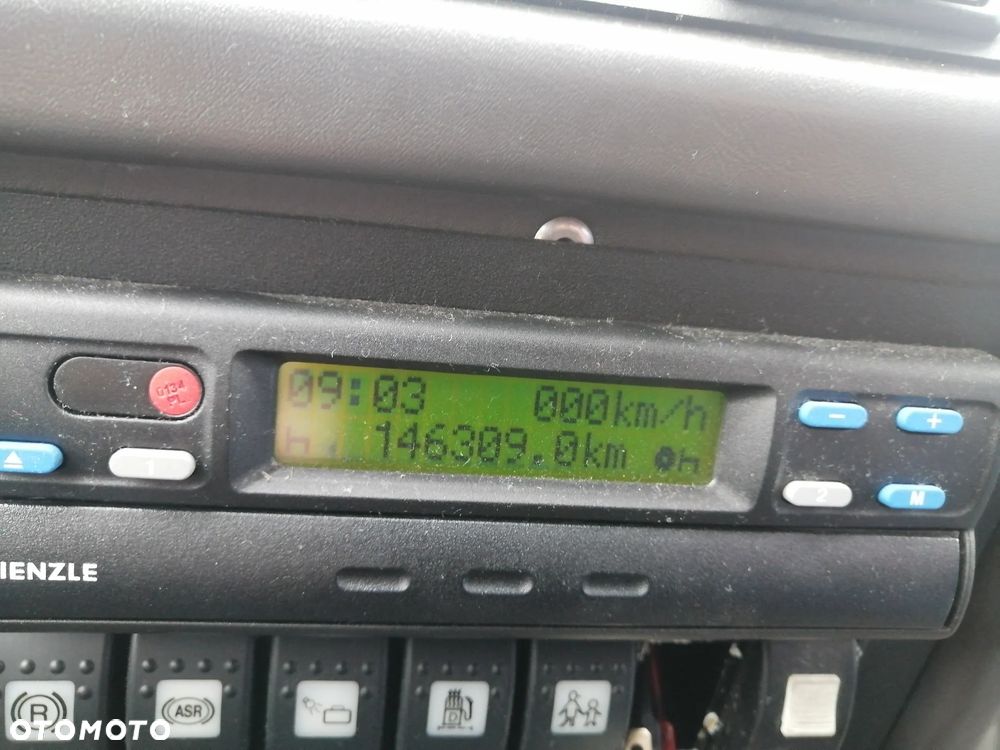 09:03 000km/h
146309.0km
0134
PL
1
2
M
- +
IENZLE
R
ASR
D
OTOMOTO